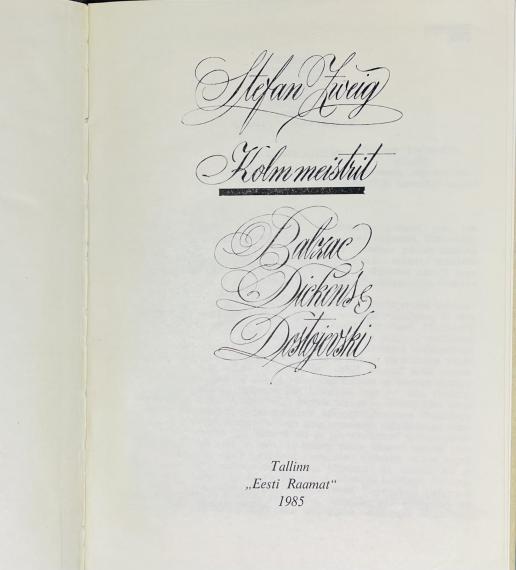 Stefan Zweig
Kolm meistrit
Balzac
Dickens &
Dostojevski
Tallinn
„Eesti Raamat“
1985